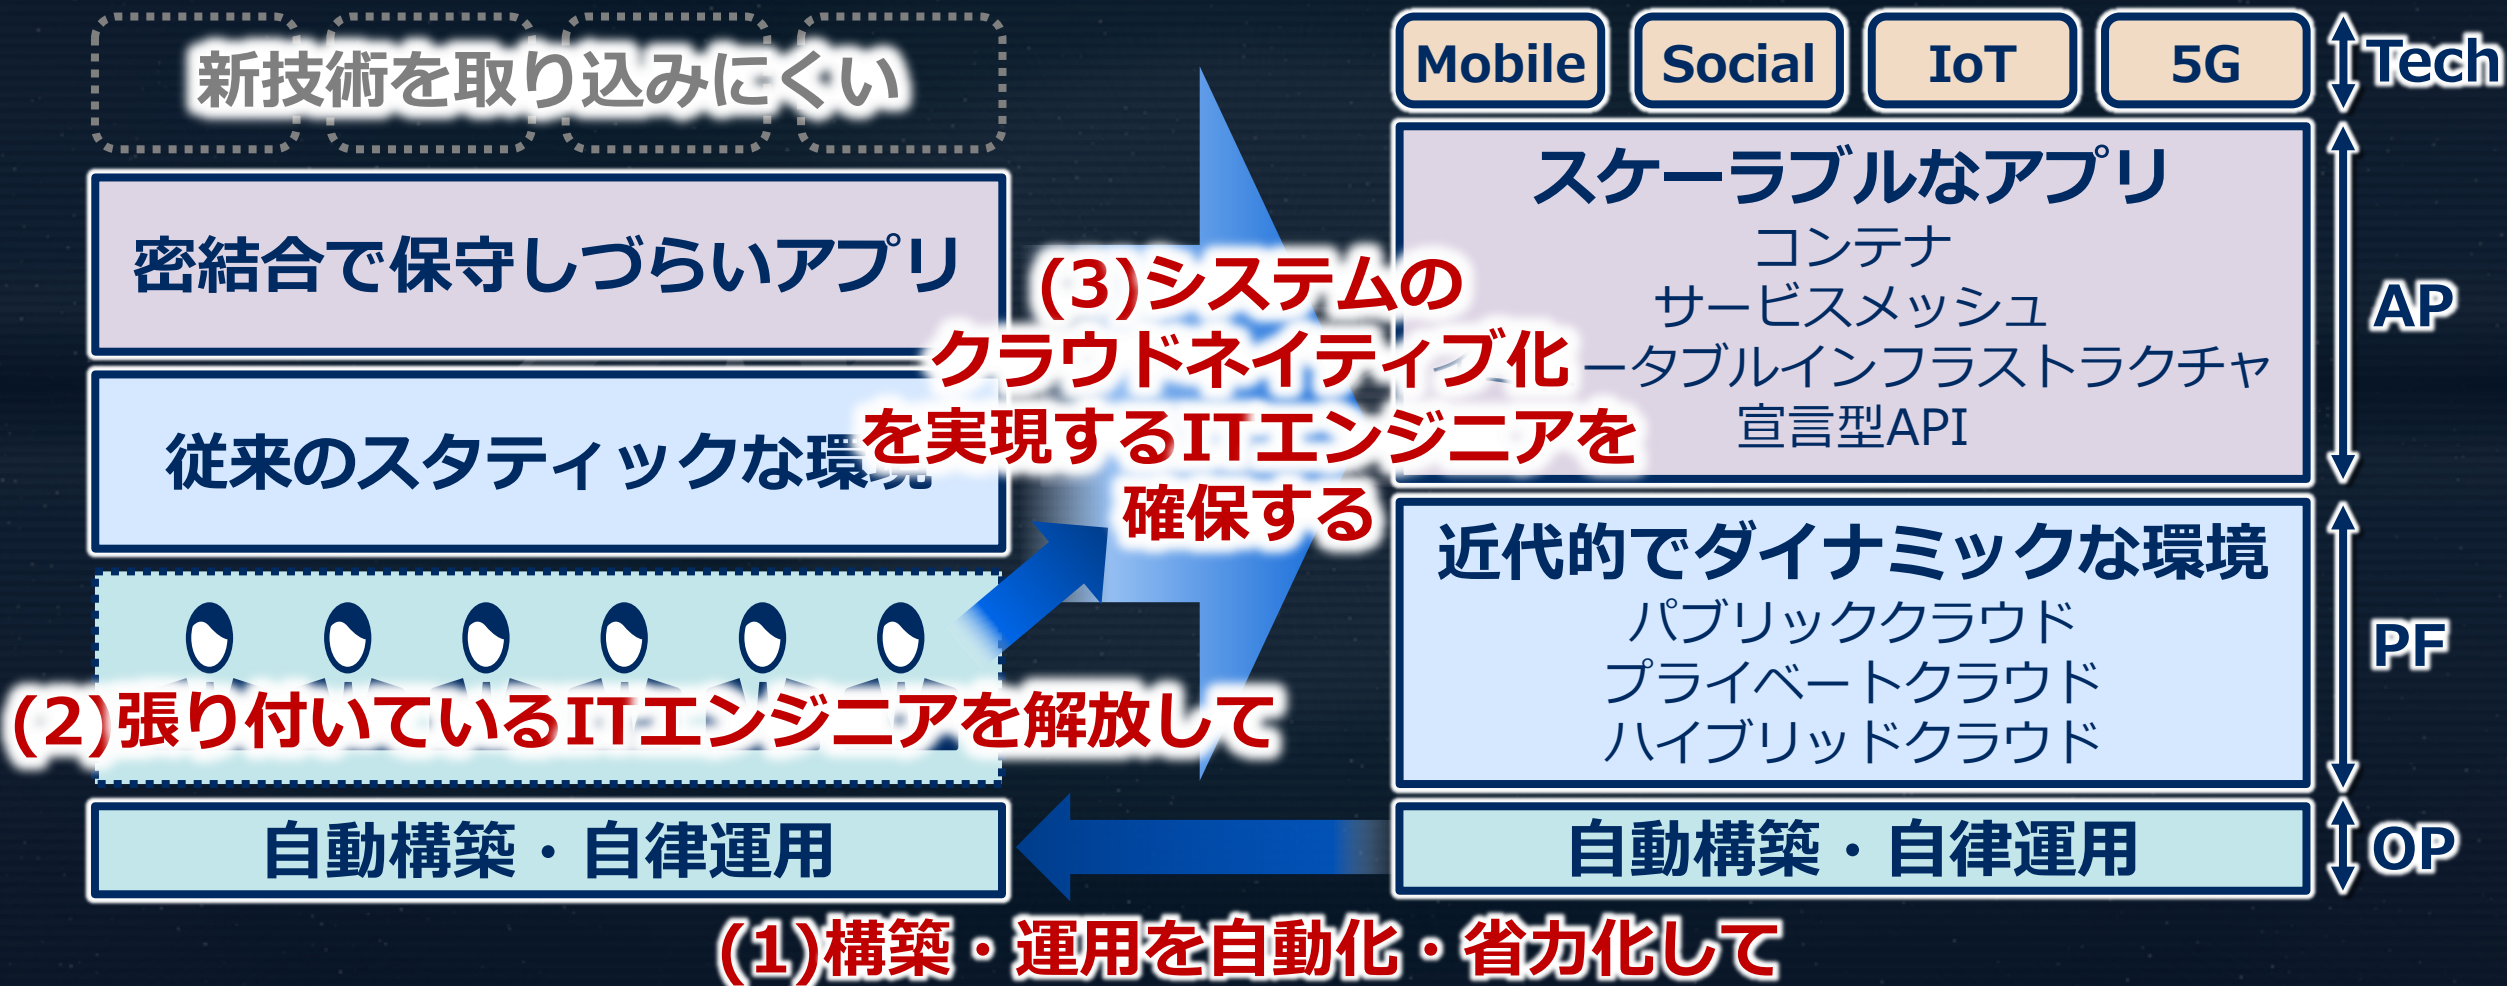 新技術を取り込みにくい
密結合で保守しづらいアプリ
従来のスタティックな環境
(2)張り付いているITエンジニアを解放して
自動構築・自律運用
(3)システムの
クラウドネイティブ化
を実現するITエンジニアを
確保する
(1)構築・運用を自動化・省力化して
Mobile
Social
IoT
5G
Tech
スケーラブルなアプリ
コンテナ
サービスメッシュ
ータブルインフラストラクチャ
宣言型API
AP
近代的でダイナミックな環境
パブリッククラウド
プライベートクラウド
ハイブリッドクラウド
PF
自動構築・自律運用
OP